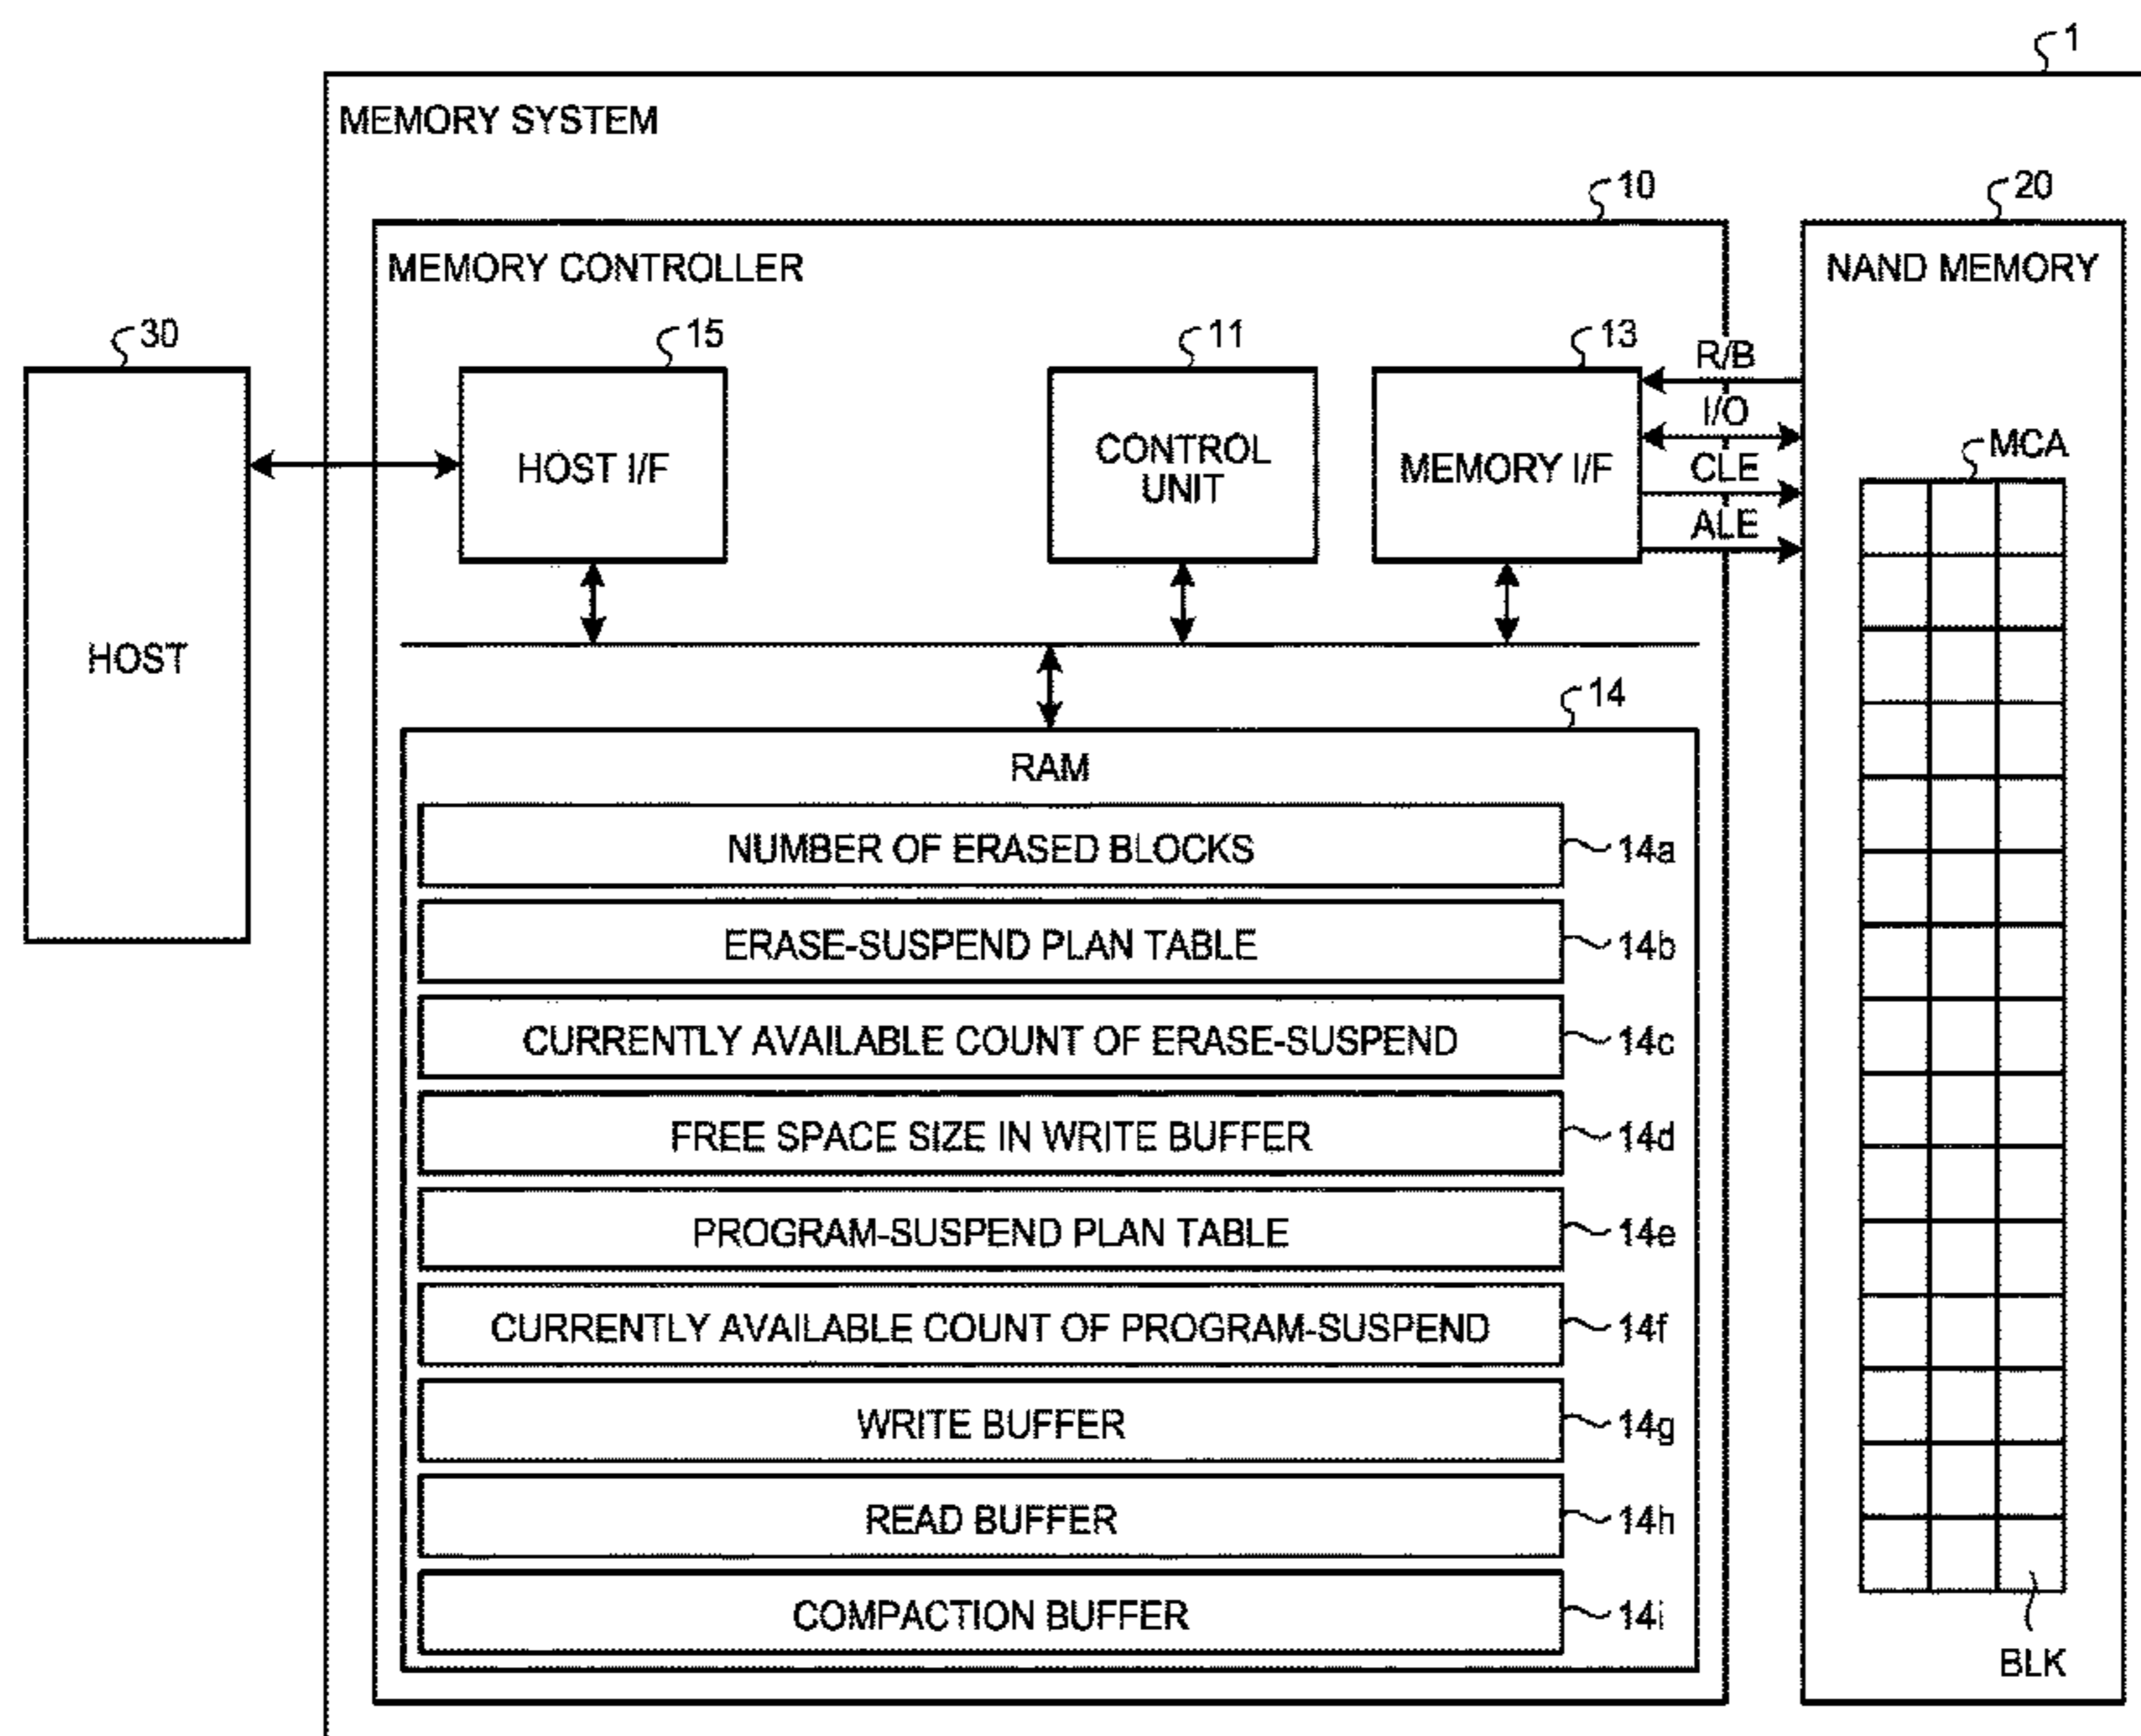 1
MEMORY SYSTEM
10
20
MEMORY CONTROLLER
NAND MEMORY
30
15
11
13
R/B
I/O
HOST I/F
CONTROL
UNIT
MEMORY I/F
CLE
ALE
MCA
HOST
14
RAM
NUMBER OF ERASED BLOCKS
14a
ERASE-SUSPEND PLAN TABLE
14b
CURRENTLY AVAILABLE COUNT OF ERASE-SUSPEND
14c
FREE SPACE SIZE IN WRITE BUFFER
14d
PROGRAM-SUSPEND PLAN TABLE
14e
CURRENTLY AVAILABLE COUNT OF PROGRAM-SUSPEND
14f
WRITE BUFFER
14g
READ BUFFER
14h
COMPACTION BUFFER
14i
BLK